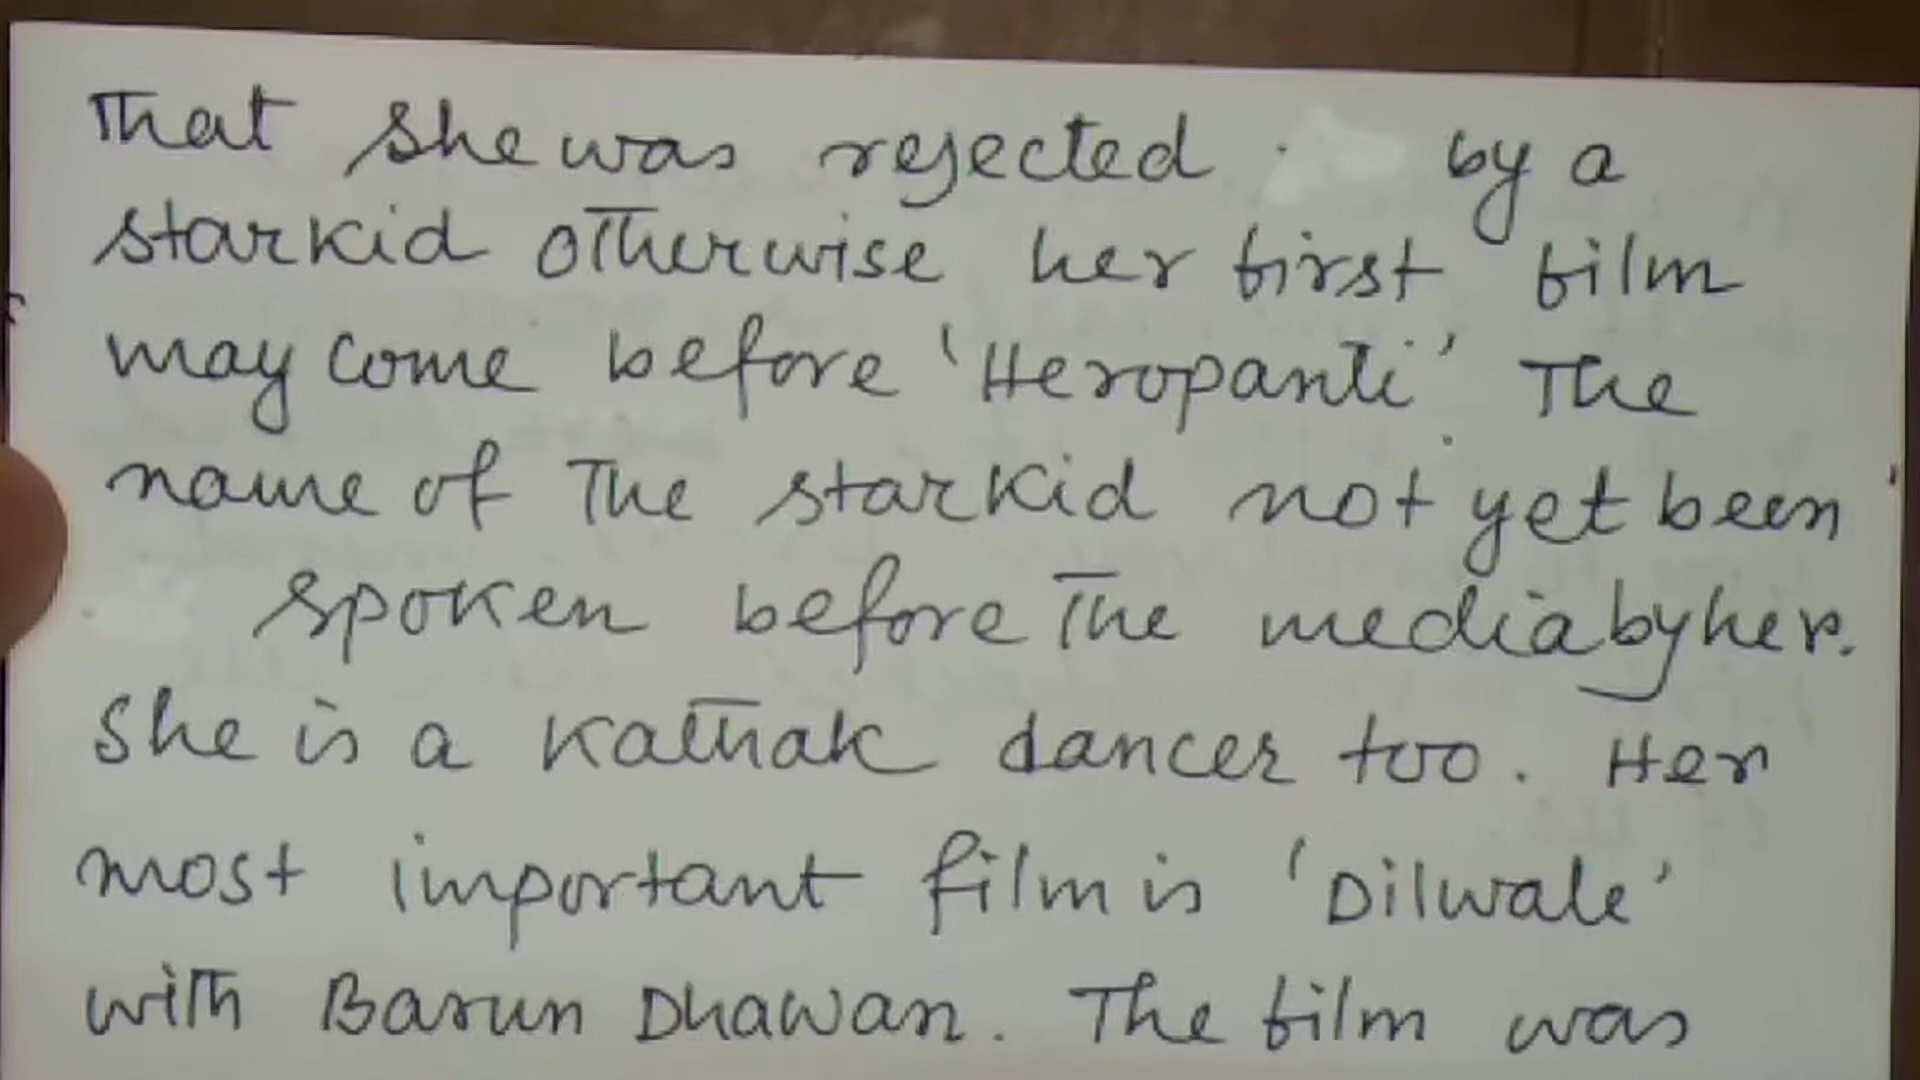 That she was rejected by a
starkid otherwise her first film
may come before 'Heropanti' The
name of The starkid not yet been
spoken before The media by her.
She is a Kathak dancer too. Her
most important film is 'Dilwale'
with Barun Dhawan. The film was